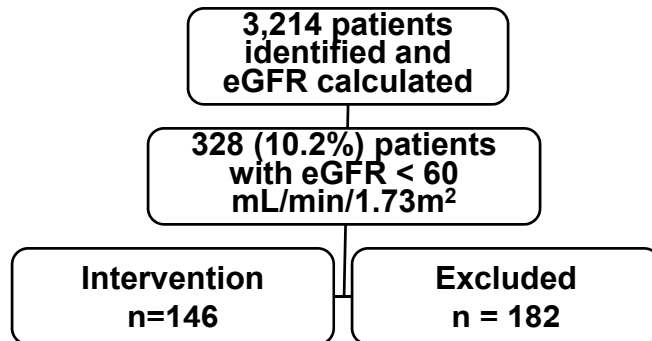 3,214 patients
identified and
eGFR calculated
328 (10.2%) patients
with eGFR < 60
mL/min/1.73m²
Intervention
n=146
Excluded
n = 182